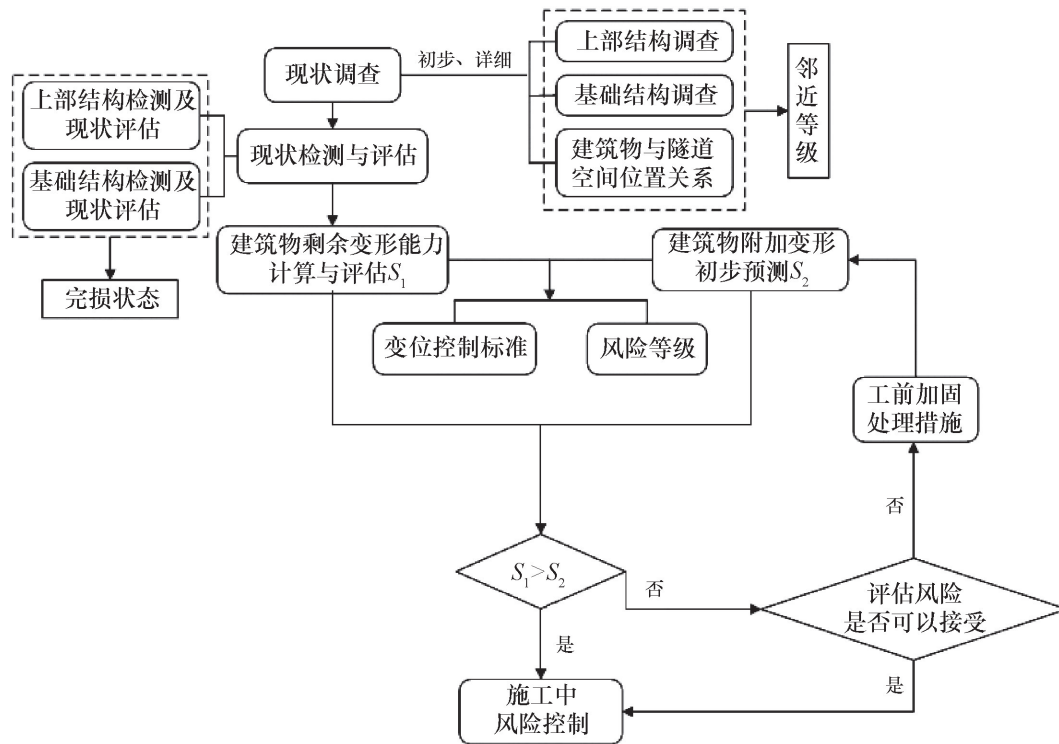 上部结构调查
现状调查
初步、详细
基础结构调查
建筑物与隧道
空间位置关系
邻近等级
上部结构检测及
现状评估
现状检测与评估
基础结构检测及
现状评估
完损状态
建筑物剩余变形能力
计算与评估S₁
建筑物附加变形
初步预测S₂
变位控制标准
风险等级
工前加固
处理措施
S₁>S₂
否
否
评估风险
是否可以接受
是
是
施工中
风险控制